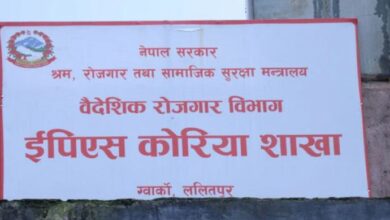 नेपाल सरकार
श्रम, रोजगार तथा सामाजिक सुरक्षा मन्त्रालय
वैदेशिक रोजगार विभाग
ईपिएस कोरिया शाखा
ग्वार्को, ललितपुर